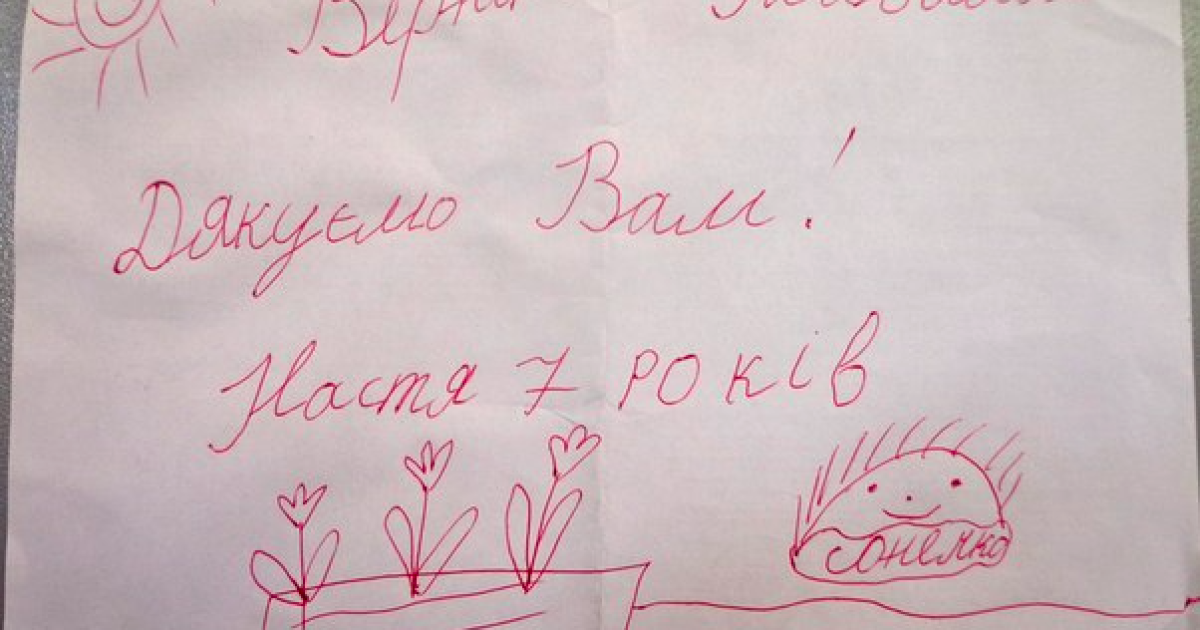 Дякуємо Вам!
Настя 7 років
сонечко